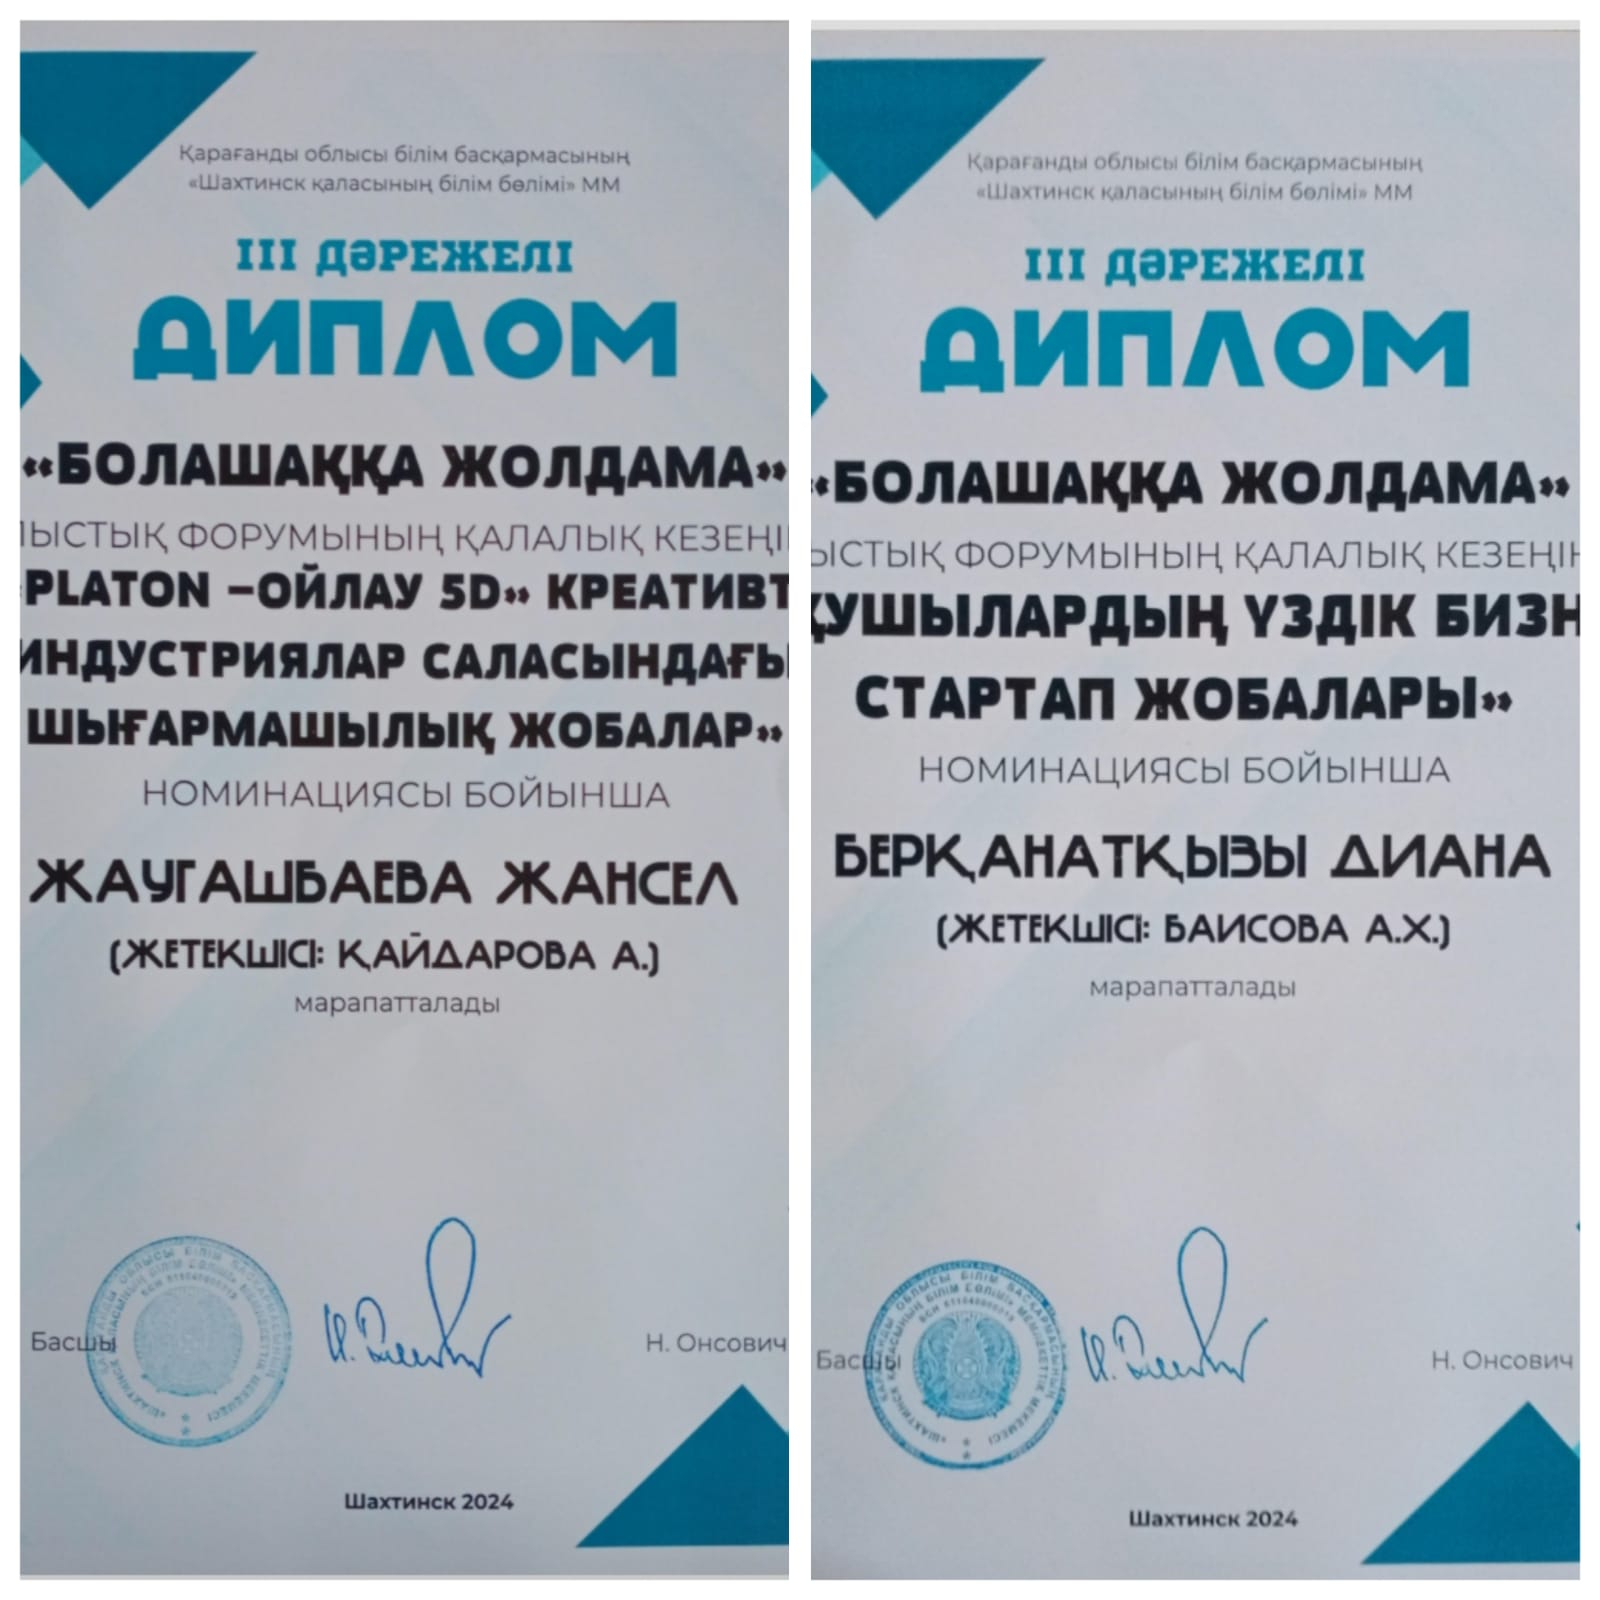 Қарағанды облысы білім басқармасының
«Шахтинск қаласының білім бөлімі» ММ
III ДӘРЕЖЕЛІ
ДИПЛОМ
«БОЛАШАҚҚА ЖОЛДАМА»
ЛЫСТЫҚ ФОРУМЫНЫҢ ҚАЛАЛЫҚ КЕЗЕҢІ
PLATON –ОЙЛАУ 5D» КРЕАТИВТ
ИНДУСТРИЯЛАР САЛАСЫНДАҒЫ
ШЫҒАРМАШЫЛЫҚ ЖОБАЛАР»
НОМИНАЦИЯСЫ БОЙЫНША
ЖАУГАШБАЕВА ЖАНСЕЛ
(ЖЕТЕКШІСІ: ҚАЙДАРОВА А.)
марапатталады
Басшы
Н. Онсович
Шахтинск 2024
Қарағанды облысы білім басқармасының
«Шахтинск қаласының білім бөлімі» ММ
III ДӘРЕЖЕЛІ
ДИПЛОМ
«БОЛАШАҚҚА ЖОЛДАМА»
ЫСТЫҚ ФОРУМЫНЫҢ ҚАЛАЛЫҚ КЕЗЕҢІН
ҚУШЫЛАРДЫҢ ҮЗДІК БИЗН
СТАРТАП ЖОБАЛАРЫ»
НОМИНАЦИЯСЫ БОЙЫНША
БЕРҚАНАТҚЫЗЫ ДИАНА
(ЖЕТЕКШІСІ: БАИСОВА А.Х.)
марапатталады
Басшы
Н. Онсович
Шахтинск 2024